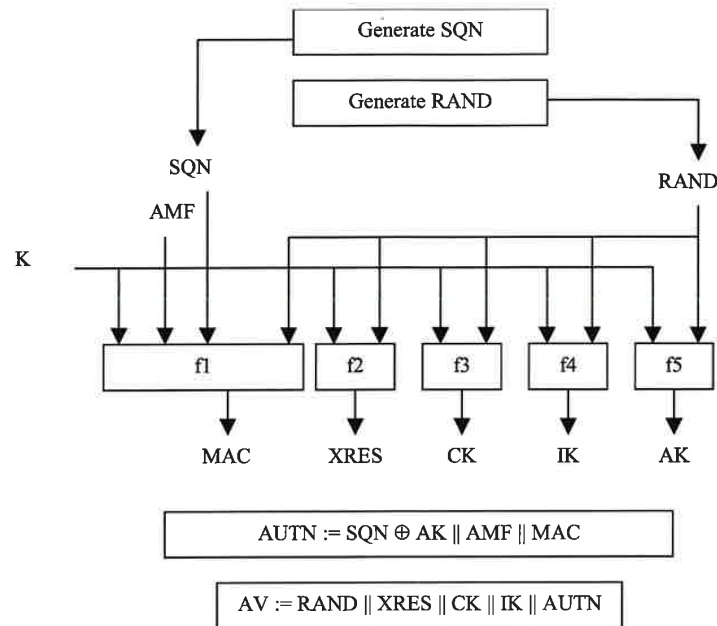 Generate SQN
Generate RAND
SQN
RAND
AMF
K
f1
f2
f3
f4
f5
MAC
XRES
CK
IK
AK
AUTN := SQN ⊕ AK || AMF || MAC
AV := RAND || XRES || CK || IK || AUTN